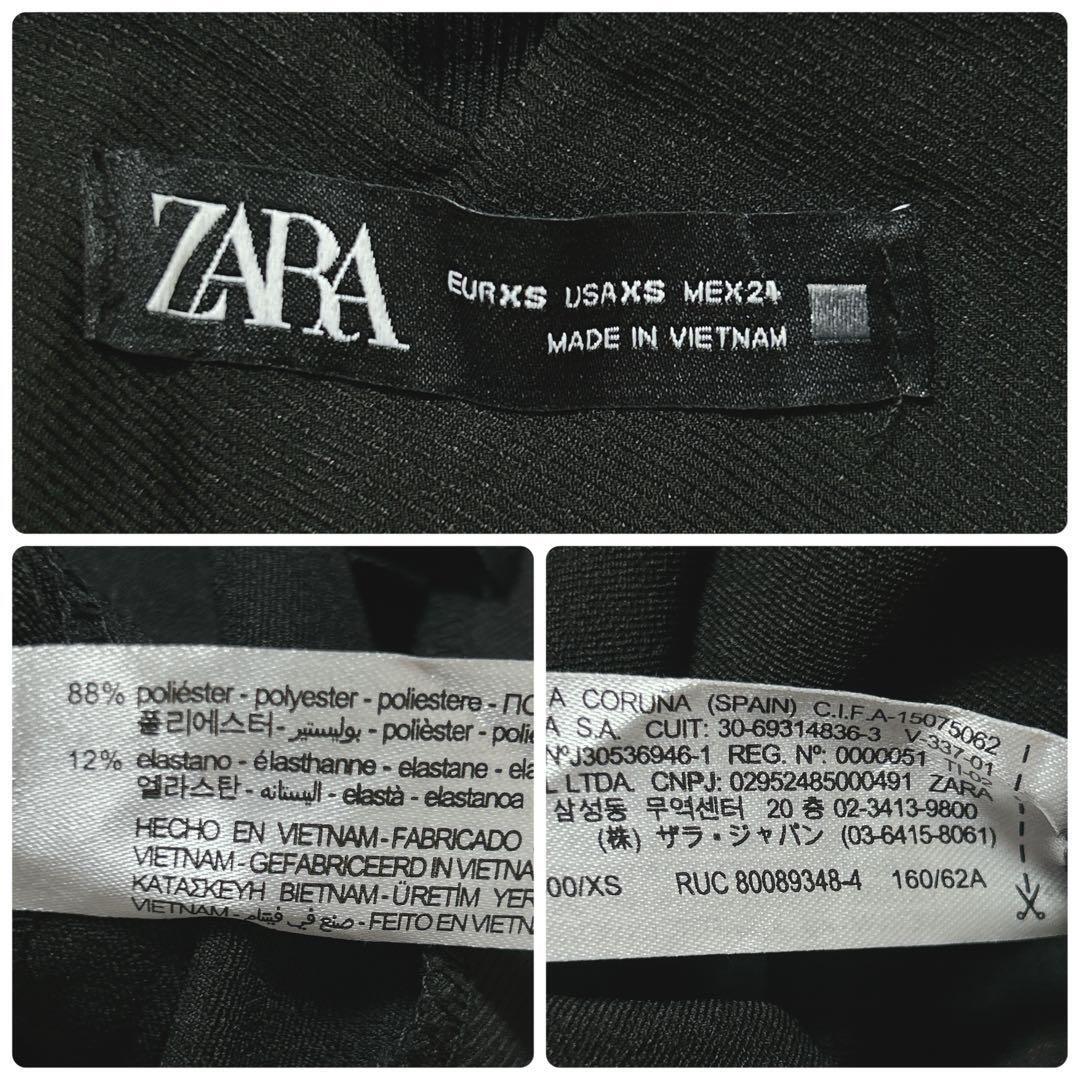 ZARA
EURXS USAXS MEX24
MADE IN VIETNAM
88% poliéster - polyester - poliestere - ПО
폴리에스터 - بوليستير - polièster - polié
12% elastano - élasthanne - elastane - ela
엘라스탄 - اليستانه - elastà - elastanoa
HECHO EN VIETNAM - FABRICADO
VIETNAM - GEFABRICEERD IN VIETNA
ΚΑΤΑΣΚΕΥΗ ΒΙΕΤΝΑΜ - ÜRETİM YER
VIETNAM - صنع في فيتنام - FEITO EN VIETN
A CORUNA (SPAIN) C.I.F.A-15075062
A S.A. CUIT: 30-69314836-3 V-337-01
NºJ30536946-1 REG. Nº: 0000051
L LTDA. CNPJ: 02952485000491 ZARA
삼성동 무역센터 20 층 02-3413-9800
(株) ザラ・ジャパン (03-6415-8061)
00/XS RUC 80089348-4 160/62A